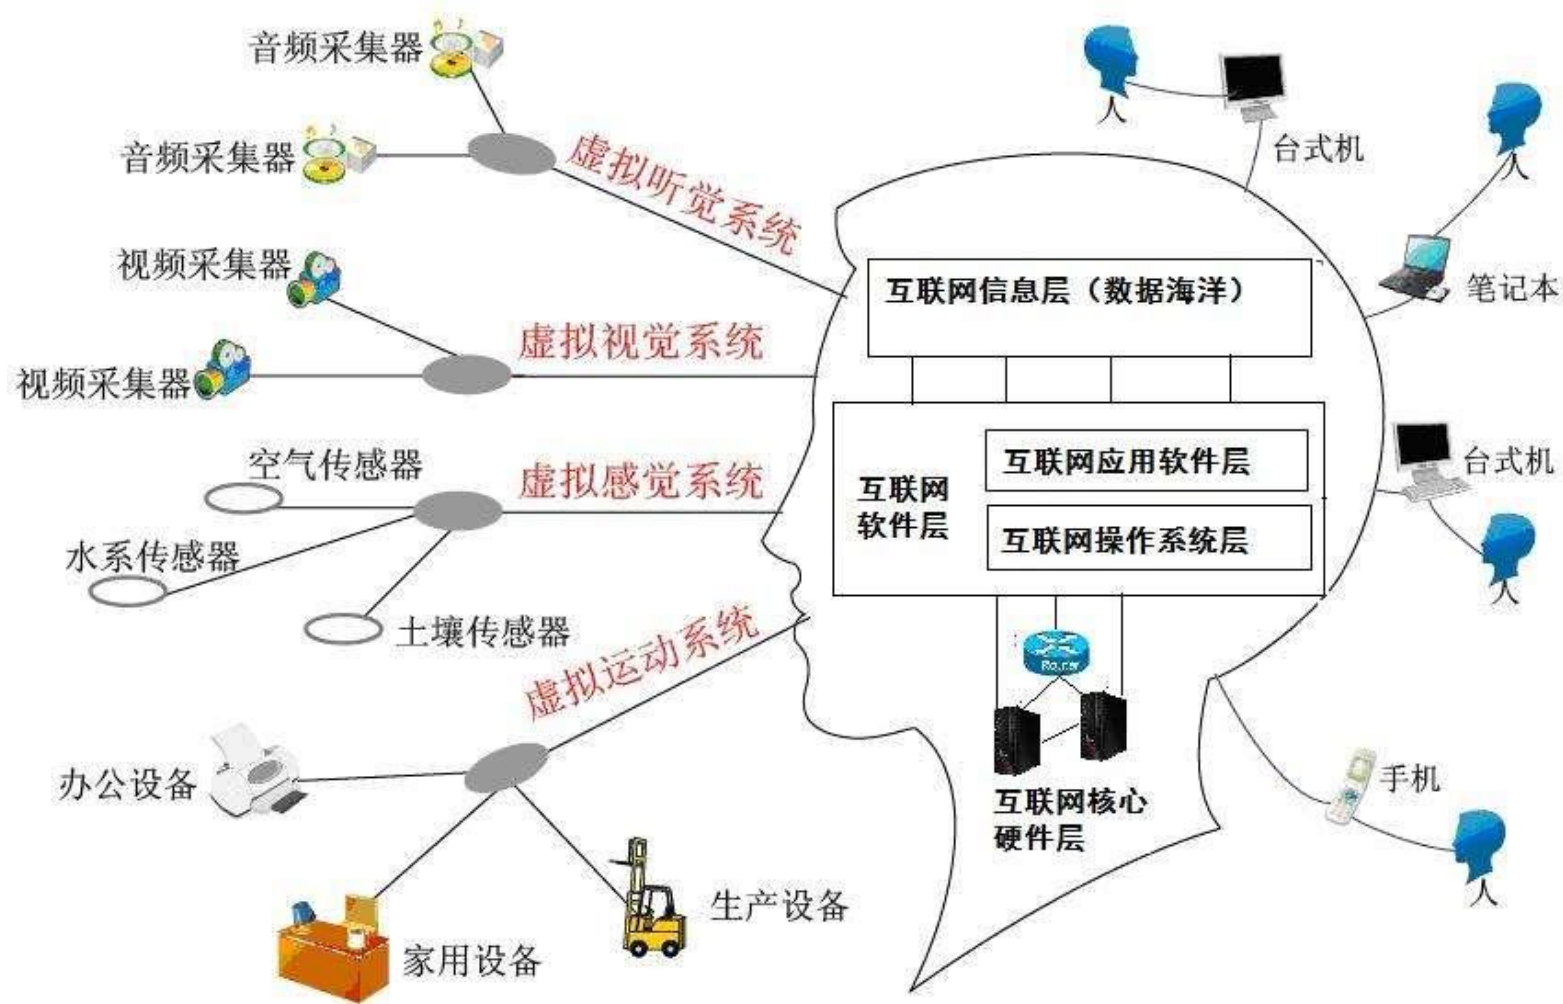 音频采集器
音频采集器
虚拟听觉系统
视频采集器
视频采集器
虚拟视觉系统
空气传感器
水系传感器
土壤传感器
虚拟感觉系统
虚拟运动系统
办公设备
家用设备
生产设备
互联网信息层（数据海洋）
互联网
软件层
互联网应用软件层
互联网操作系统层
Router
互联网核心
硬件层
人
台式机
人
笔记本
台式机
人
手机
人